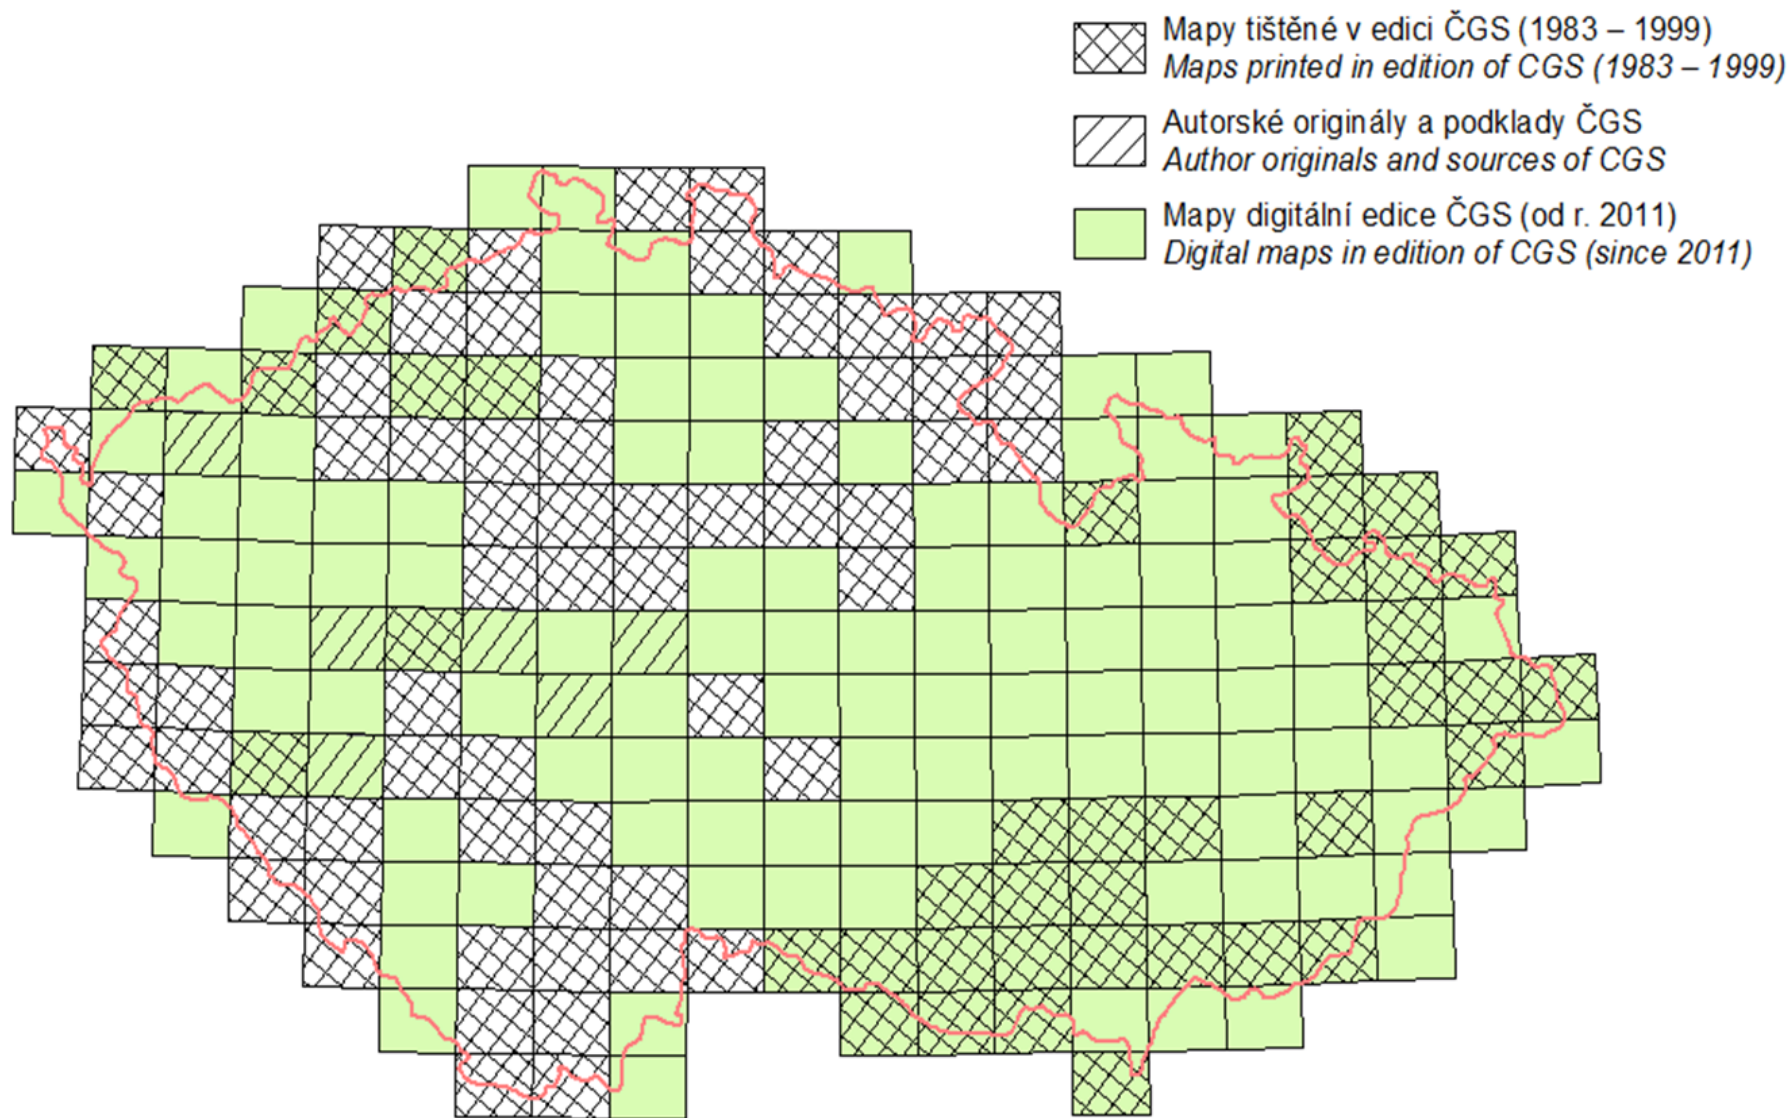 Mapy tištěné v edici ČGS (1983 – 1999)
Maps printed in edition of CGS (1983 – 1999)
Autorské originály a podklady ČGS
Author originals and sources of CGS
Mapy digitální edice ČGS (od r. 2011)
Digital maps in edition of CGS (since 2011)